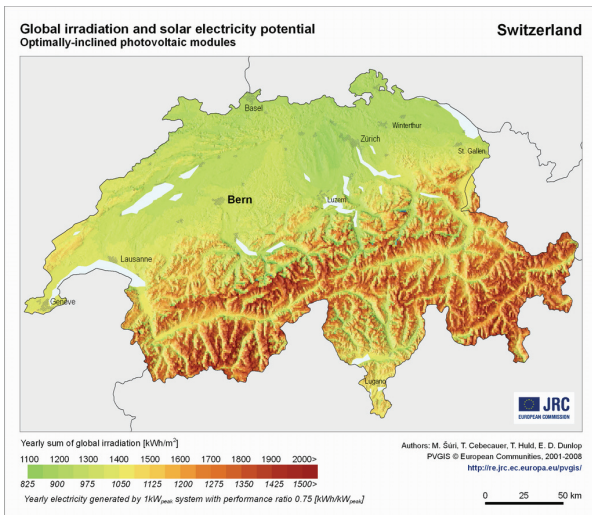 Global irradiation and solar electricity potential
Optimally-inclined photovoltaic modules
Switzerland
Basel
Winterthur
Zürich
St. Gallen
Bern
Luzern
Lausanne
Genève
Lugano
JRC
EUROPEAN COMMISSION
Yearly sum of global irradiation [kWh/m²]
1100 1200 1300 1400 1500 1600 1700 1800 1900 2000>
825 900 975 1050 1125 1200 1275 1350 1425 1500>
Yearly electricity generated by 1kWpeak system with performance ratio 0.75 [kWh/kWpeak]
Authors: M. Šúri, T. Cebecauer, T. Huld, E. D. Dunlop
PVGIS © European Communities, 2001-2008
http://re.jrc.ec.europa.eu/pvgis/
0 25 50 km